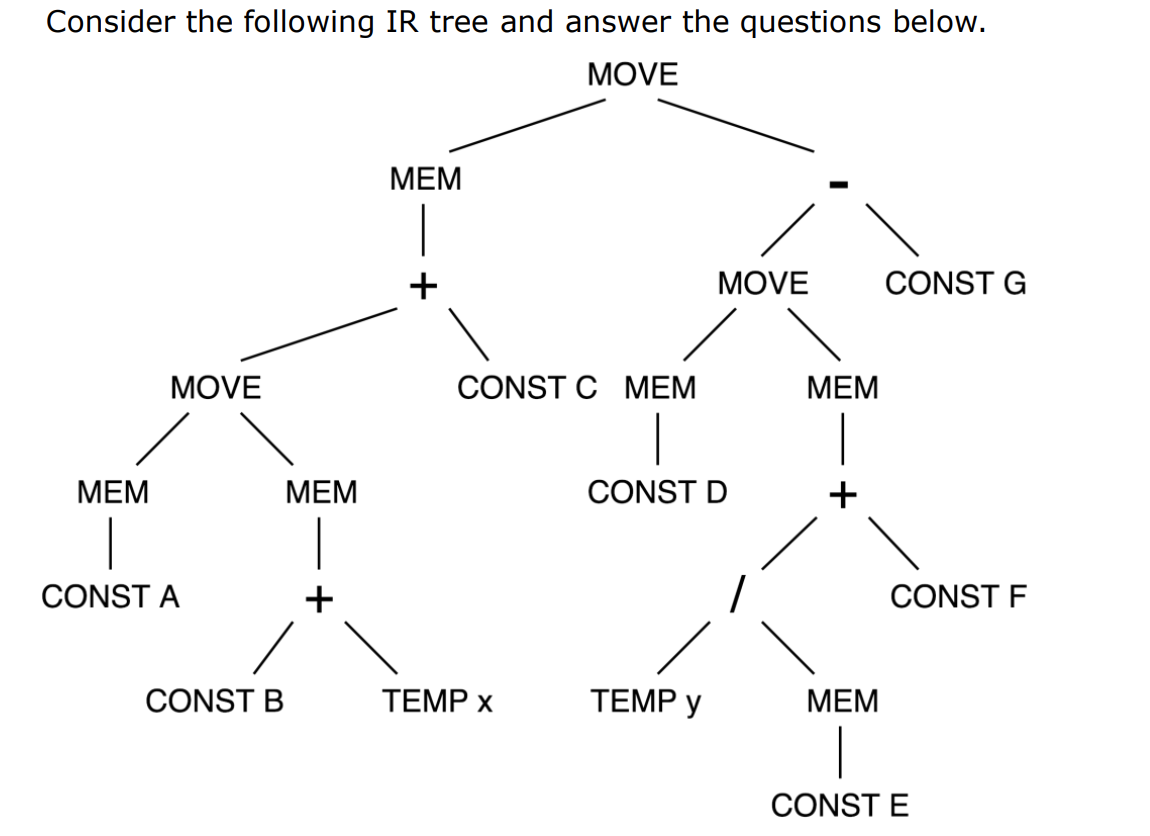 Consider the following IR tree and answer the questions below.
MOVE
MEM -
+ MOVE CONST G
MOVE CONST C MEM MEM
MEM MEM CONST D +
CONST A + / CONST F
CONST B TEMP x TEMP y MEM
CONST E